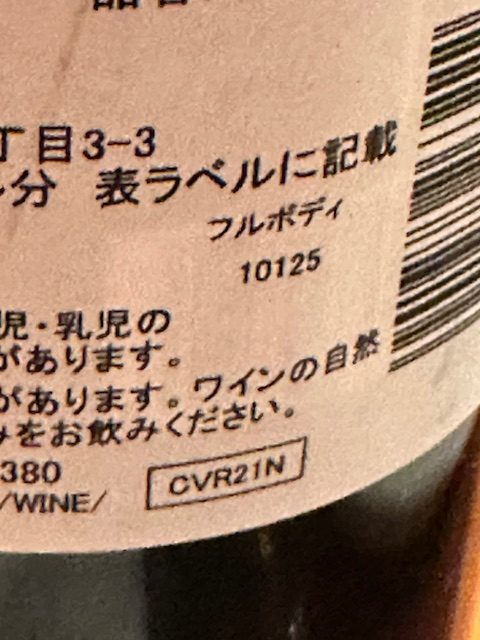 丁目3-3
分 表ラベルに記載
フルボディ
10125
児・乳児の
があります。
があります。ワインの自然
みをお飲みください。
380
/WINE/
CVR21N